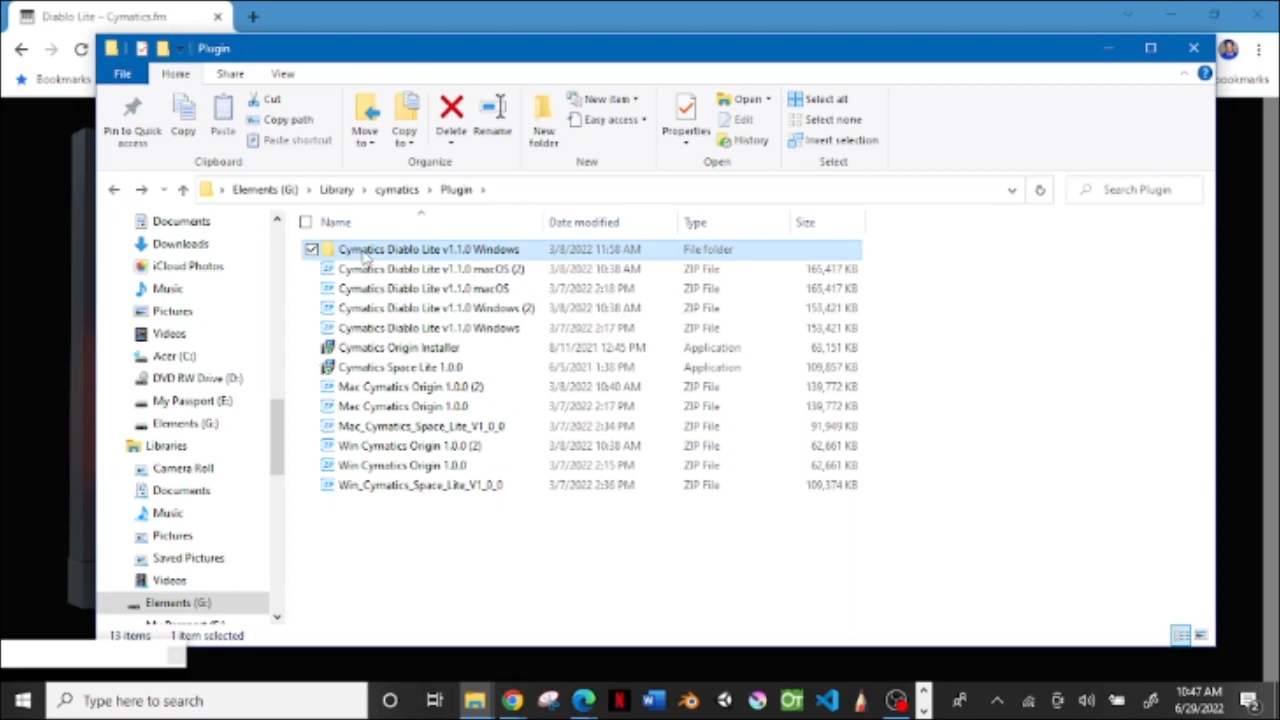 Diablo Lite – Cymatics.fm
Bookmarks
bookmarks
Plugin
File Home Share View
Pin to Quick access
Copy
Paste
Cut
Copy path
Paste shortcut
Clipboard
Move to
Copy to
Delete
Rename
Organize
New folder
New item
Easy access
New
Properties
Open
Edit
History
Open
Select all
Select none
Invert selection
Select
Elements (G:) › Library › cymatics › Plugin ›
Search Plugin
Documents
Downloads
iCloud Photos
Music
Pictures
Videos
Acer (C:)
DVD RW Drive (D:)
My Passport (E:)
Elements (G:)
Libraries
Camera Roll
Documents
Music
Pictures
Saved Pictures
Videos
Elements (G:)
Name Date modified Type Size
Cymatics Diablo Lite v1.1.0 Windows 3/8/2022 11:58 AM File folder
Cymatics Diablo Lite v1.1.0 macOS (2) 3/8/2022 10:38 AM ZIP File 165,417 KB
Cymatics Diablo Lite v1.1.0 macOS 3/7/2022 2:18 PM ZIP File 165,417 KB
Cymatics Diablo Lite v1.1.0 Windows (2) 3/8/2022 10:38 AM ZIP File 153,421 KB
Cymatics Diablo Lite v1.1.0 Windows 3/7/2022 2:17 PM ZIP File 153,421 KB
Cymatics Origin Installer 8/11/2021 12:45 PM Application 63,151 KB
Cymatics Space Lite 1.0.0 6/5/2021 1:38 PM Application 109,857 KB
Mac Cymatics Origin 1.0.0 (2) 3/8/2022 10:40 AM ZIP File 139,772 KB
Mac Cymatics Origin 1.0.0 3/7/2022 2:17 PM ZIP File 139,772 KB
Mac_Cymatics_Space_Lite_V1_0_0 3/7/2022 2:34 PM ZIP File 91,949 KB
Win Cymatics Origin 1.0.0 (2) 3/8/2022 10:38 AM ZIP File 62,661 KB
Win Cymatics Origin 1.0.0 3/7/2022 2:15 PM ZIP File 62,661 KB
Win_Cymatics_Space_Lite_V1_0_0 3/7/2022 2:36 PM ZIP File 109,374 KB
13 items 1 item selected
Type here to search
10:47 AM
6/29/2022